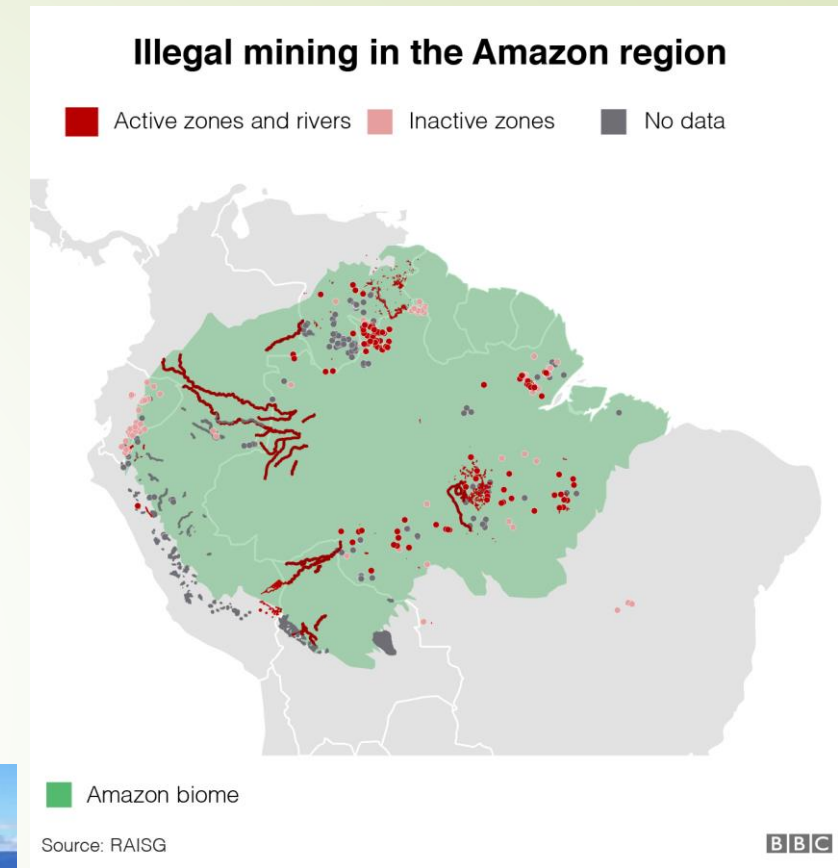 Illegal mining in the Amazon region
Active zones and rivers Inactive zones No data
Amazon biome
Source: RAISG BBC